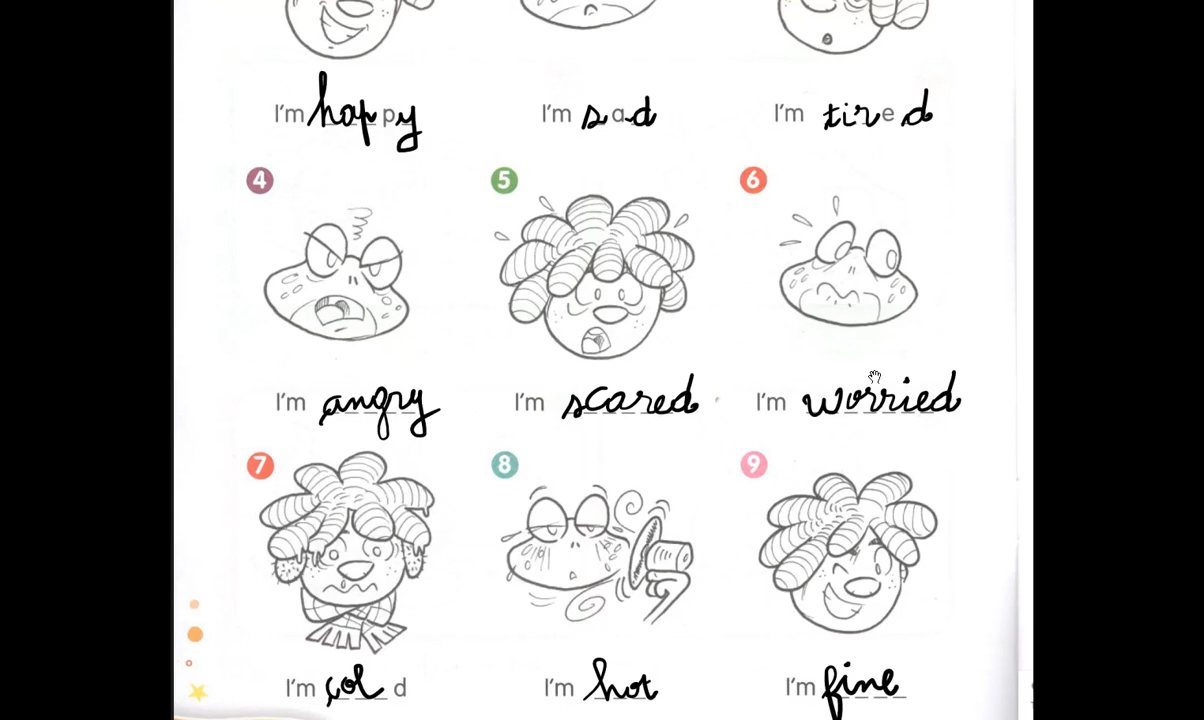 I'm happy I'm sad I'm tired
4 5 6
I'm angry I'm scared I'm worried
7 8 9
I'm cold I'm hot I'm fine